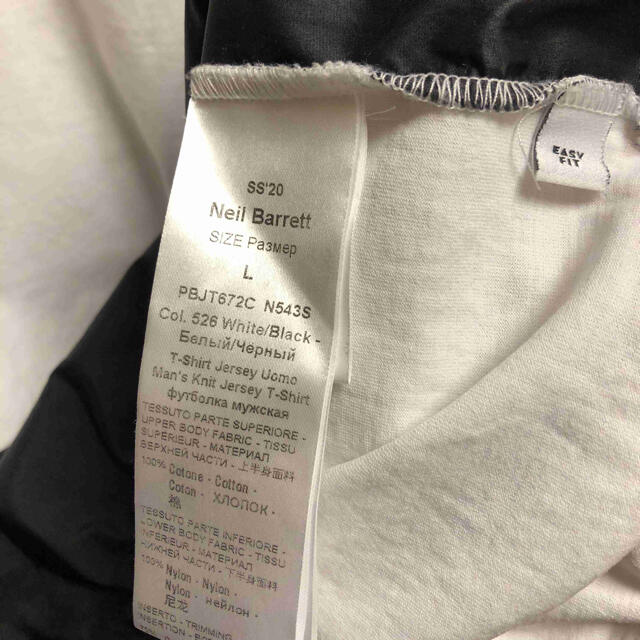 SS'20
Neil Barrett
SIZE Размер
L
PBJT672C N543S
Col. 526 White/Black -
Белый/Чёрный
T-Shirt Jersey Uomo
Man's Knit Jersey T-Shirt
футболка мужская
TESSUTO PARTE SUPERIORE -
UPPER BODY FABRIC - TISSU
SUPERIEUR - МАТЕРИАЛ
ВЕРХНЕЙ ЧАСТИ - 上半身面料
100% Cotone - Cotton -
Coton - ХЛОПОК -
棉
TESSUTO PARTE INFERIORE -
LOWER BODY FABRIC - TISSU
INFERIEUR - МАТЕРИАЛ
НИЖНЕЙ ЧАСТИ - 下半身面料
100% Nylon - Nylon -
Nylon - нейлон -
尼龙
INSERTO - TRIMMING
INSERTION -
EASY
FIT